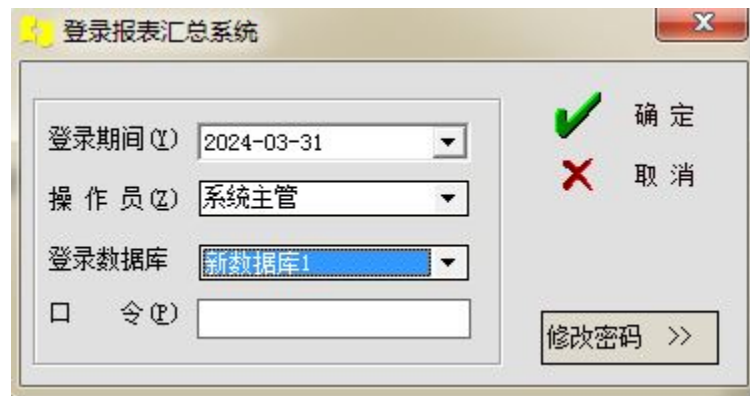 登录报表汇总系统
登录期间(Y) 2024-03-31
操 作 员(Z) 系统主管
登录数据库 新数据库1
口 令(P)
确 定
取 消
修改密码 >>